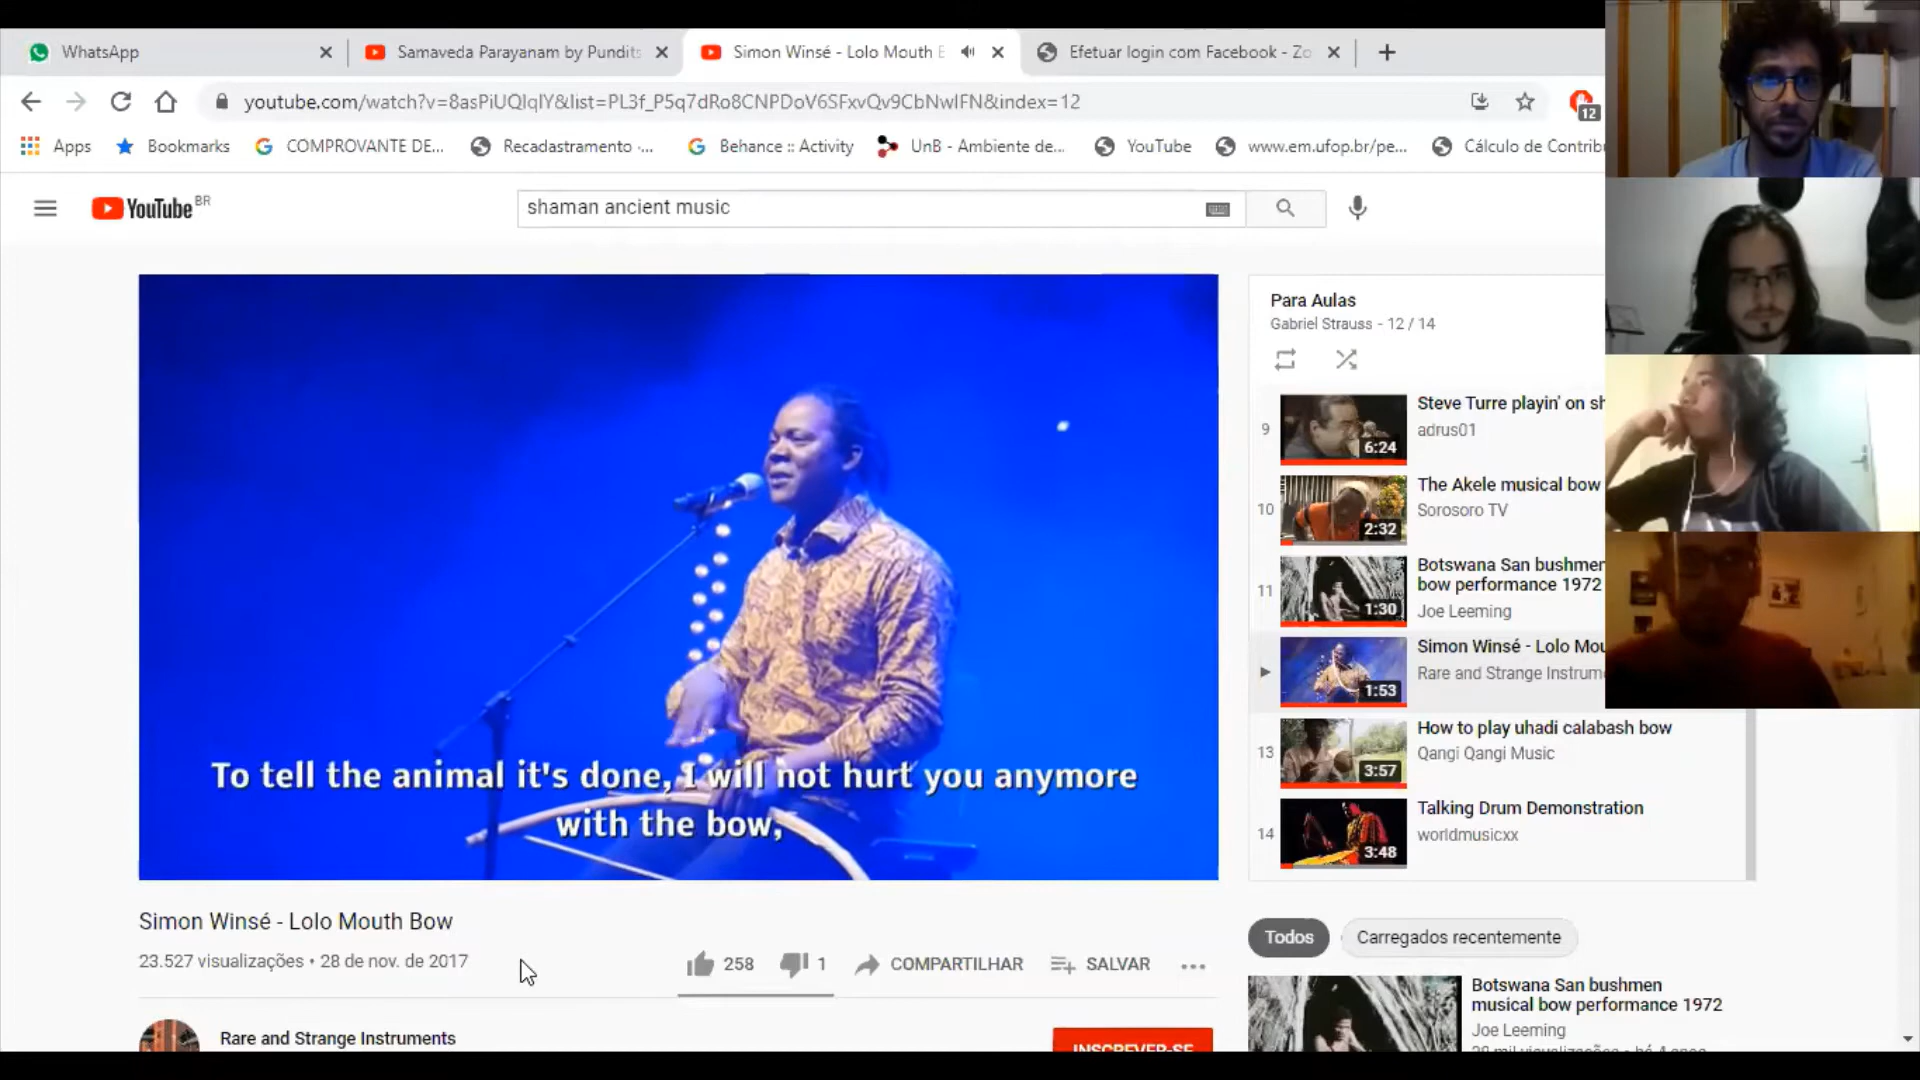 WhatsApp
Samaveda Parayanam by Pundits
Simon Winsé - Lolo Mouth B
Efetuar login com Facebook - Zo
youtube.com/watch?v=8asPiUQlqlY&list=PL3f_P5q7dRo8CNPDoV6SFxvQv9CbNwlFN&index=12
12
Apps
Bookmarks
COMPROVANTE DE...
Recadastramento -...
Behance :: Activity
UnB - Ambiente de...
YouTube
www.em.ufop.br/pe...
Cálculo de Contrib
YouTube BR
shaman ancient music
Para Aulas
Gabriel Strauss - 12 / 14
9
6:24
Steve Turre playin' on sh
adrus01
10
2:32
The Akele musical bow
Sorosoro TV
11
1:30
Botswana San bushmen
bow performance 1972
Joe Leeming
1:53
Simon Winsé - Lolo Mou
Rare and Strange Instrum
13
3:57
How to play uhadi calabash bow
Qangi Qangi Music
14
3:48
Talking Drum Demonstration
worldmusicxx
To tell the animal it's done, I will not hurt you anymore
with the bow,
Simon Winsé - Lolo Mouth Bow
23.527 visualizações • 28 de nov. de 2017
258
1
COMPARTILHAR
SALVAR
Rare and Strange Instruments
INSCREVER-SE
Todos
Carregados recentemente
Botswana San bushmen
musical bow performance 1972
Joe Leeming